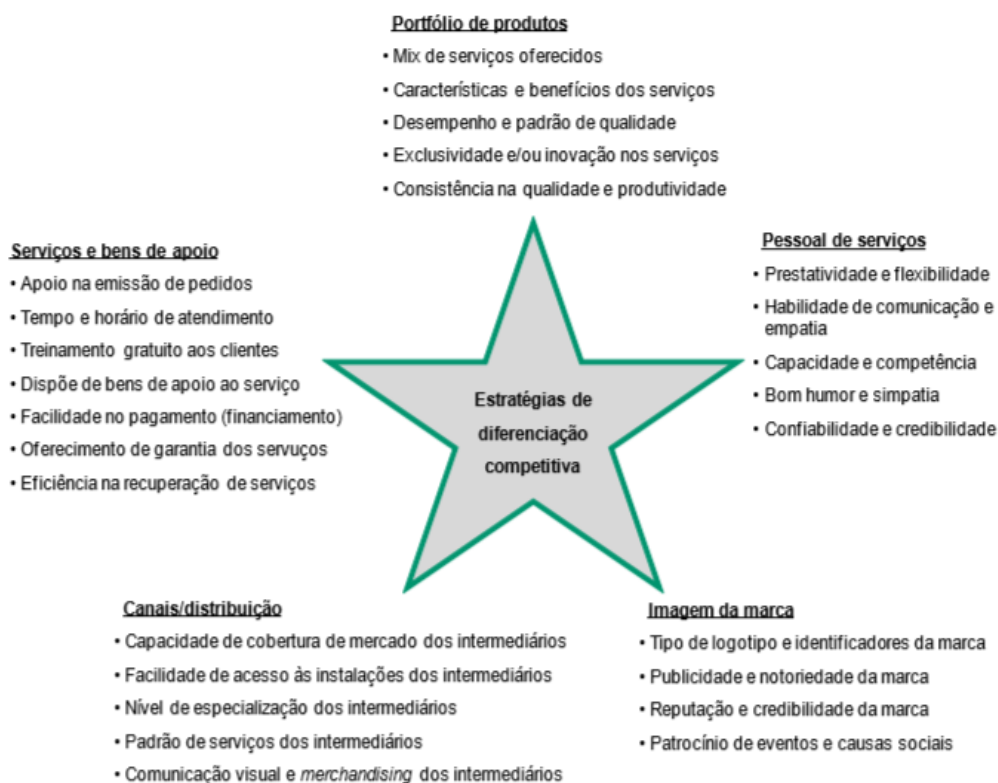 Portfólio de produtos
• Mix de serviços oferecidos
• Características e benefícios dos serviços
• Desempenho e padrão de qualidade
• Exclusividade e/ou inovação nos serviços
• Consistência na qualidade e produtividade
Serviços e bens de apoio
• Apoio na emissão de pedidos
• Tempo e horário de atendimento
• Treinamento gratuito aos clientes
• Dispõe de bens de apoio ao serviço
• Facilidade no pagamento (financiamento)
• Oferecimento de garantia dos servuços
• Eficiência na recuperação de serviços
Pessoal de serviços
• Prestatividade e flexibilidade
• Habilidade de comunicação e
empatia
• Capacidade e competência
• Bom humor e simpatia
• Confiabilidade e credibilidade
Estratégias de
diferenciação
competitiva
Canais/distribuição
• Capacidade de cobertura de mercado dos intermediários
• Facilidade de acesso às instalações dos intermediários
• Nível de especialização dos intermediários
• Padrão de serviços dos intermediários
• Comunicação visual e merchandising dos intermediários
Imagem da marca
• Tipo de logotipo e identificadores da marca
• Publicidade e notoriedade da marca
• Reputação e credibilidade da marca
• Patrocínio de eventos e causas sociais